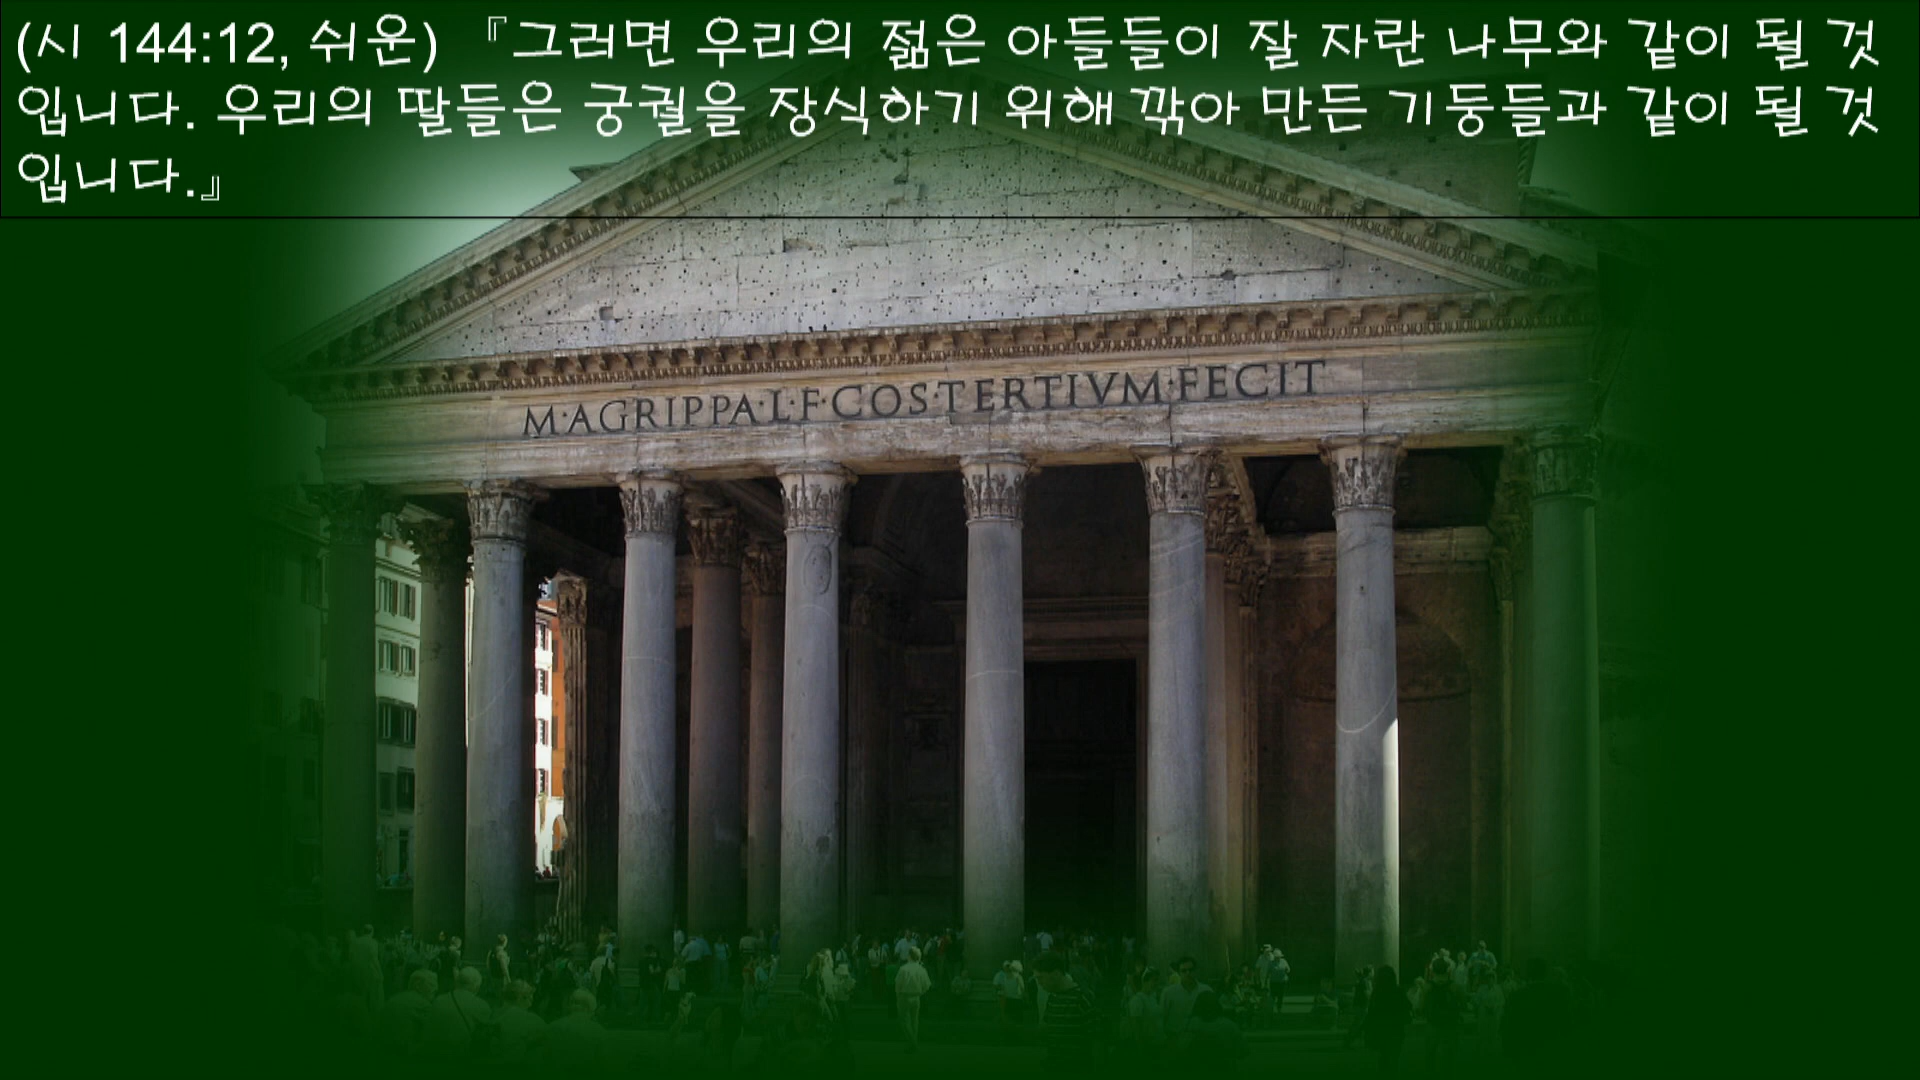 (시 144:12, 쉬운) 『그러면 우리의 젊은 아들들이 잘 자란 나무와 같이 될 것
입니다. 우리의 딸들은 궁궐을 장식하기 위해 깎아 만든 기둥들과 같이 될 것
입니다.』
M·AGRIPPA·L·F·COS·TERTIVM·FECIT